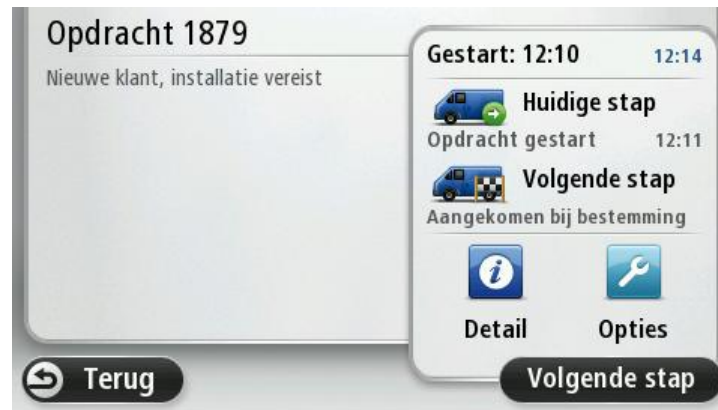 Opdracht 1879
Nieuwe klant, installatie vereist
Gestart: 12:10 12:14
Huidige stap
Opdracht gestart 12:11
Volgende stap
Aangekomen bij bestemming
Detail Opties
Terug
Volgende stap